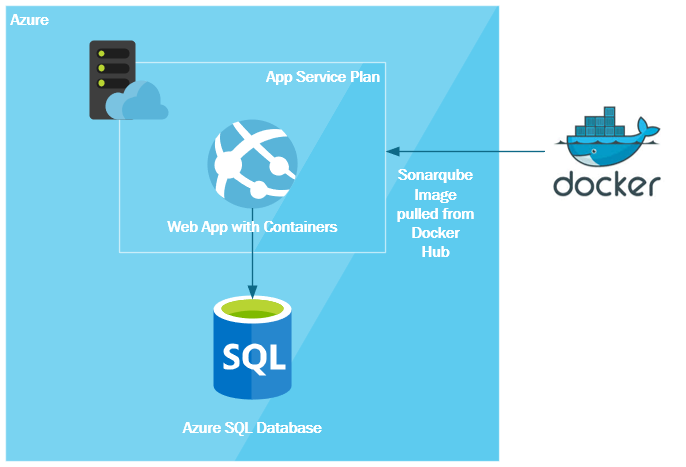 Azure
App Service Plan
Web App with Containers
Sonarqube
Image
pulled from
Docker
Hub
docker
SQL
Azure SQL Database